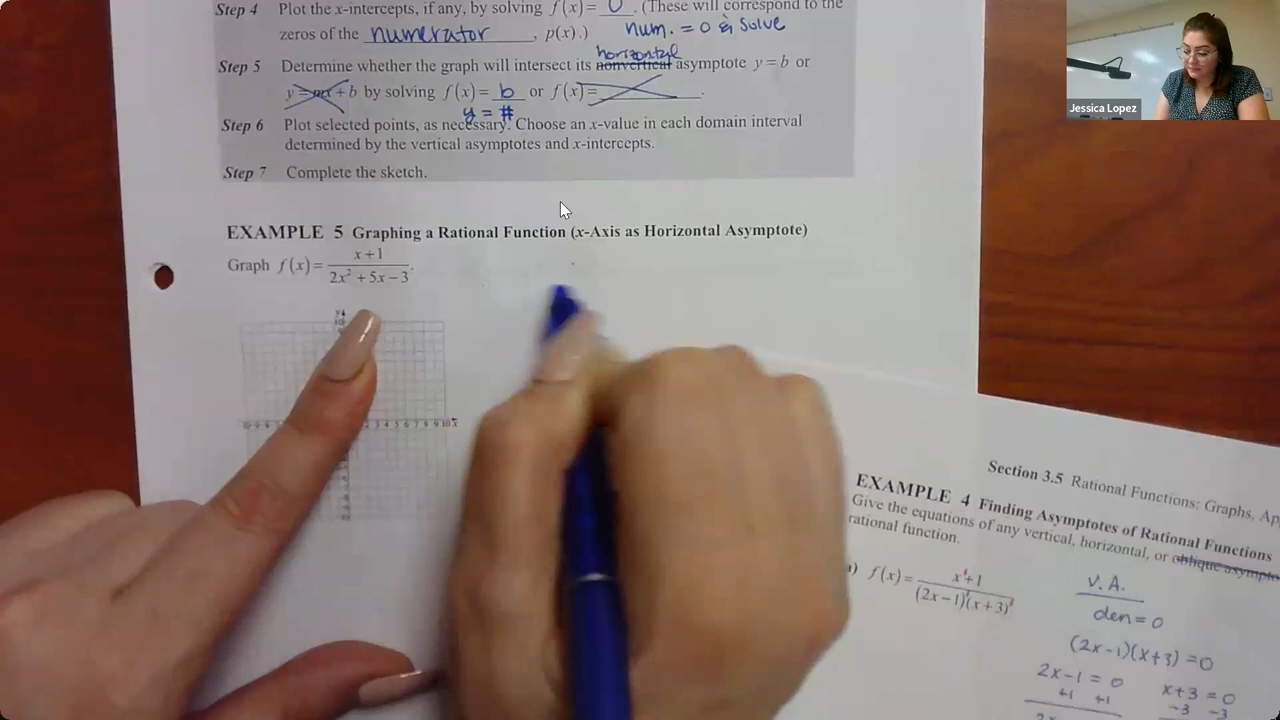 Step 4 Plot the x-intercepts, if any, by solving f(x)= 0 . (These will correspond to the
zeros of the numerator , p(x).) num. = 0 & solve
horizontal
Step 5 Determine whether the graph will intersect its nonvertical asymptote y = b or
y = mx + b by solving f(x)= b or f(x)= .
y = #
Step 6 Plot selected points, as necessary. Choose an x-value in each domain interval
determined by the vertical asymptotes and x-intercepts.
Step 7 Complete the sketch.
EXAMPLE 5 Graphing a Rational Function (x-Axis as Horizontal Asymptote)
Graph f(x) = x+1 / 2x² + 5x − 3 .
Jessica Lopez
Section 3.5 Rational Functions: Graphs, Ap
EXAMPLE 4 Finding Asymptotes of Rational Functions
Give the equations of any vertical, horizontal, or oblique asympto
rational function.
) f(x) = x¹+1 / (2x−1)(x+3)
V.A.
den = 0
(2x-1)(x+3) = 0
2x-1 = 0 x+3 = 0
+1 +1 -3 -3